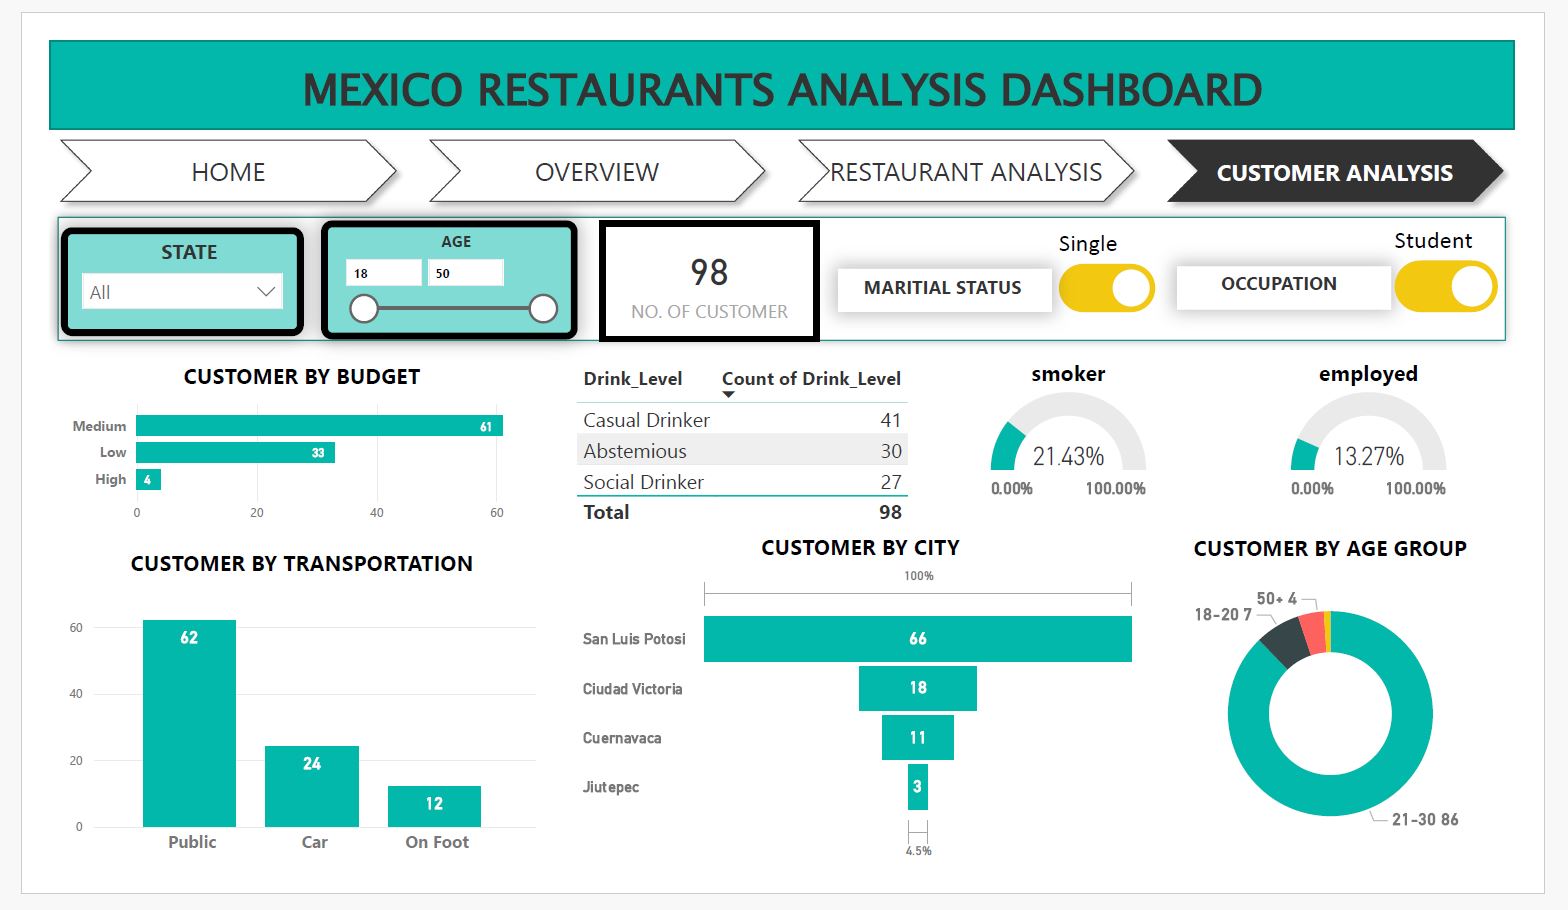 MEXICO RESTAURANTS ANALYSIS DASHBOARD
HOME
OVERVIEW
RESTAURANT ANALYSIS
CUSTOMER ANALYSIS
STATE
All
AGE
18
50
98
NO. OF CUSTOMER
MARITIAL STATUS
Single
OCCUPATION
Student
CUSTOMER BY BUDGET
Medium 61
Low 33
High 4
0 20 40 60
Drink_Level Count of Drink_Level
Casual Drinker 41
Abstemious 30
Social Drinker 27
Total 98
smoker
21.43%
0.00% 100.00%
employed
13.27%
0.00% 100.00%
CUSTOMER BY TRANSPORTATION
60
40
20
0
62
24
12
Public Car On Foot
CUSTOMER BY CITY
100%
San Luis Potosi 66
Ciudad Victoria 18
Cuernavaca 11
Jiutepec 3
4.5%
CUSTOMER BY AGE GROUP
50+ 4
18-20 7
21-30 86